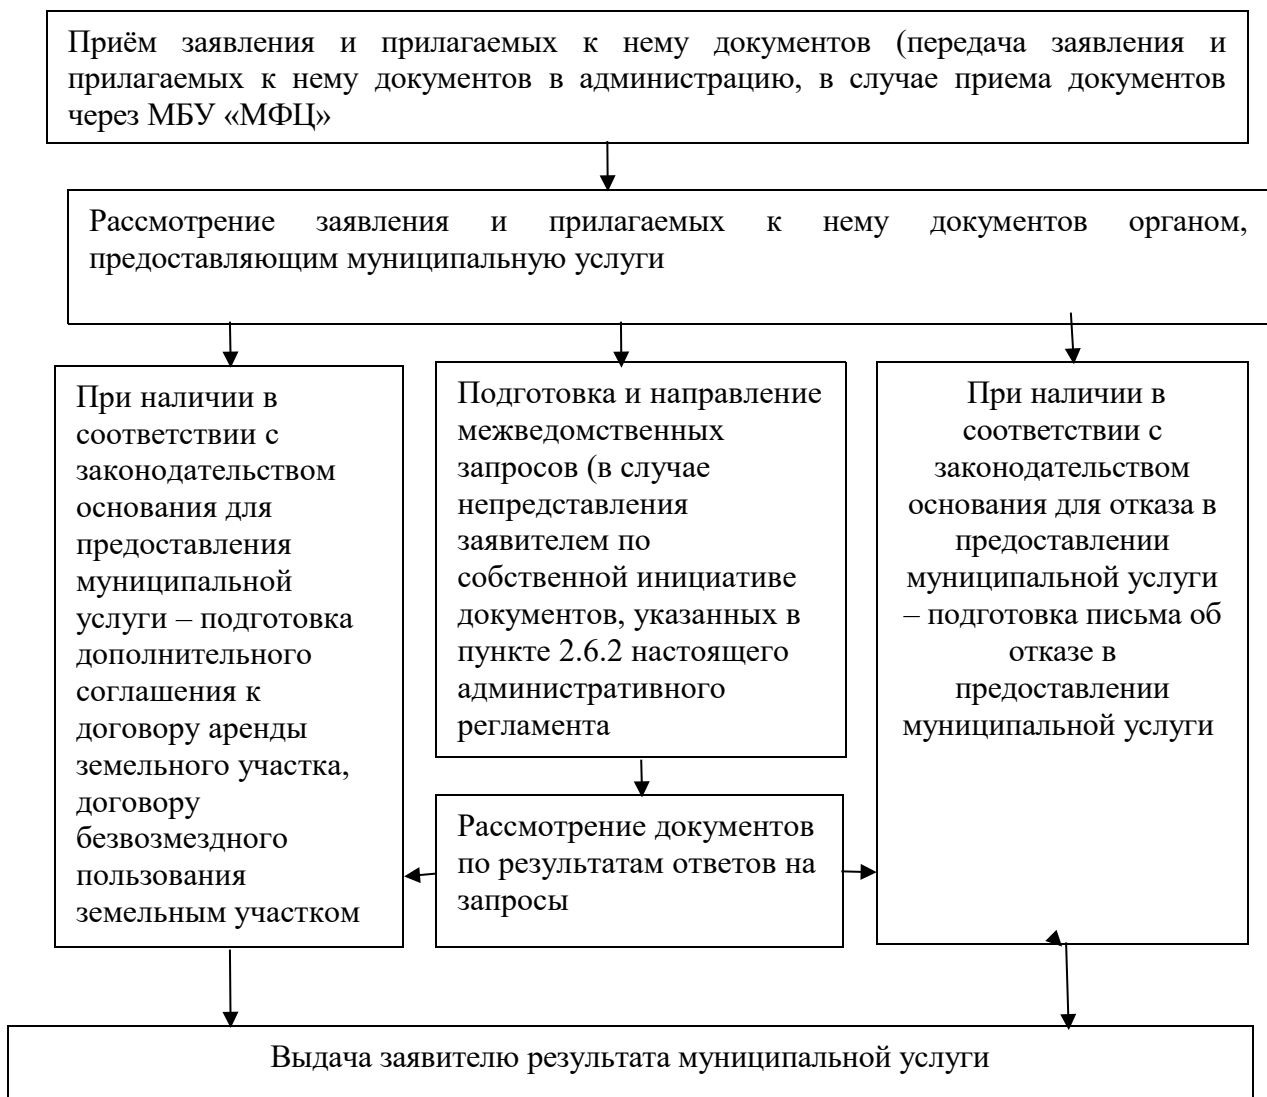 Приём заявления и прилагаемых к нему документов (передача заявления и
прилагаемых к нему документов в администрацию, в случае приема документов
через МБУ «МФЦ»
Рассмотрение заявления и прилагаемых к нему документов органом,
предоставляющим муниципальную услуги
При наличии в
соответствии с
законодательством
основания для
предоставления
муниципальной
услуги – подготовка
дополнительного
соглашения к
договору аренды
земельного участка,
договору
безвозмездного
пользования
земельным участком
Подготовка и направление
межведомственных
запросов (в случае
непредставления
заявителем по
собственной инициативе
документов, указанных в
пункте 2.6.2 настоящего
административного
регламента
Рассмотрение документов
по результатам ответов на
запросы
При наличии в
соответствии с
законодательством
основания для отказа в
предоставлении
муниципальной услуги
– подготовка письма об
отказе в
предоставлении
муниципальной услуги
Выдача заявителю результата муниципальной услуги